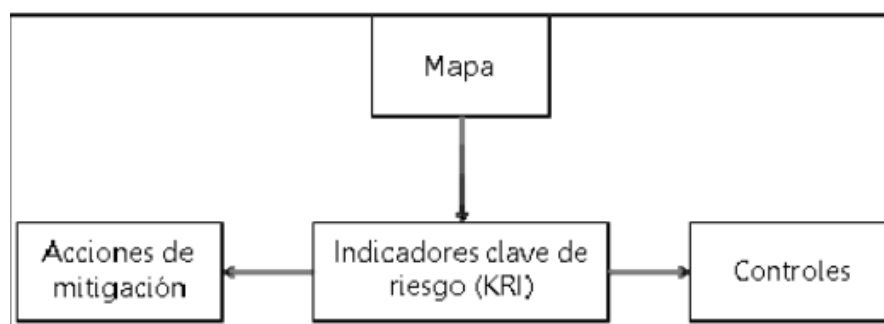 Mapa
Acciones de
mitigación
Indicadores clave de
riesgo (KRI)
Controles